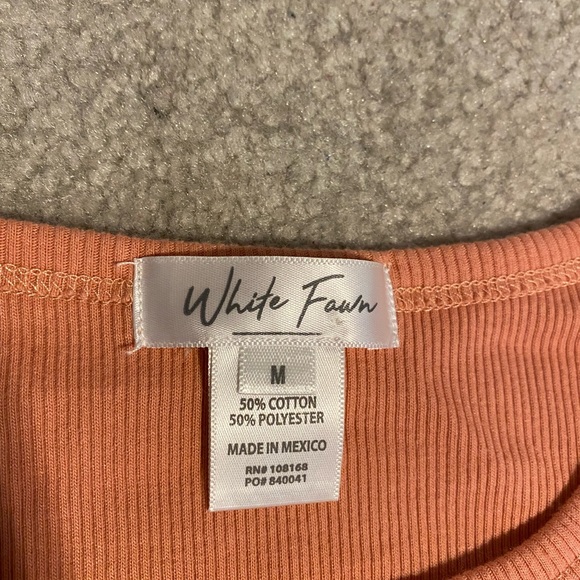 White Fawn
M
50% COTTON
50% POLYESTER
MADE IN MEXICO
RN# 108168
PO# 840041